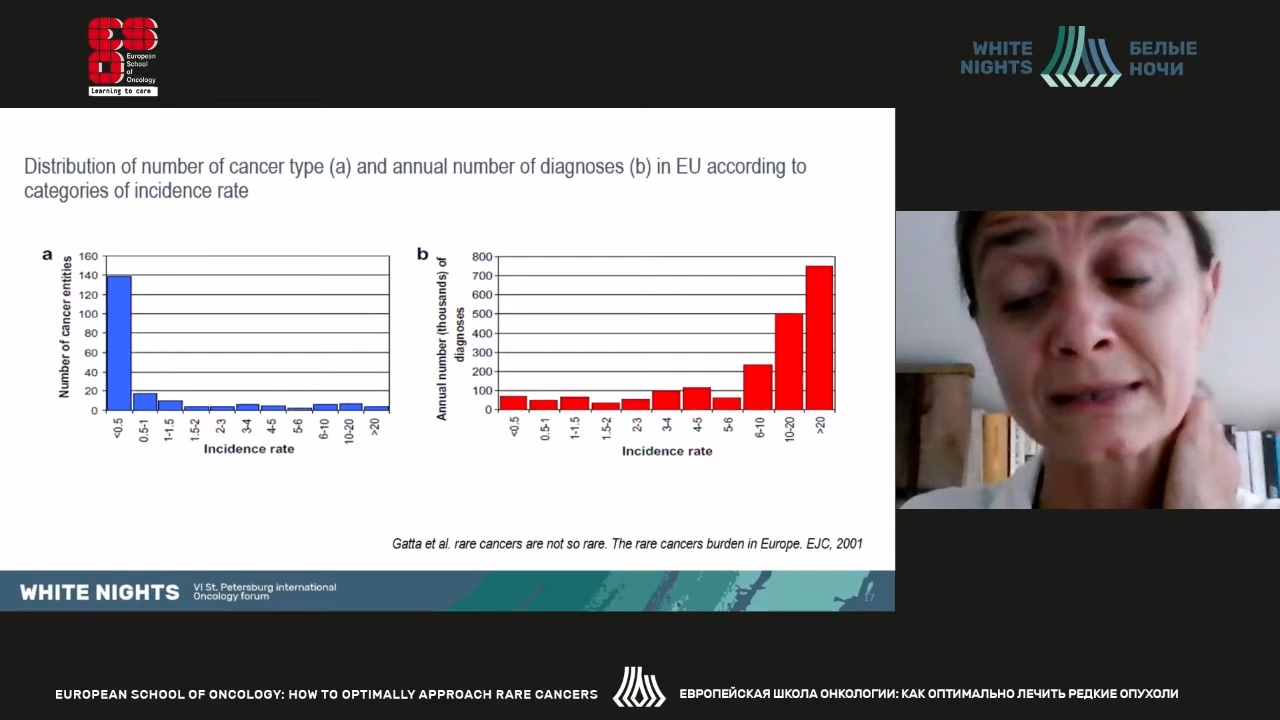 European
School
of
Oncology
Learning to care
WHITE
NIGHTS
БЕЛЫЕ
НОЧИ
Distribution of number of cancer type (a) and annual number of diagnoses (b) in EU according to
categories of incidence rate
a
Number of cancer entities
160
140
120
100
80
60
40
20
0
<0.5
0.5-1
1-1.5
1.5-2
2-3
3-4
4-5
5-6
6-10
10-20
>20
Incidence rate
b
Annual number (thousands) of
diagnoses
800
700
600
500
400
300
200
100
0
<0.5
0.5-1
1-1.5
1.5-2
2-3
3-4
4-5
5-6
6-10
10-20
>20
Incidence rate
Gatta et al. rare cancers are not so rare. The rare cancers burden in Europe. EJC, 2001
WHITE NIGHTS
VI St. Petersburg international
Oncology forum
17
EUROPEAN SCHOOL OF ONCOLOGY: HOW TO OPTIMALLY APPROACH RARE CANCERS
ЕВРОПЕЙСКАЯ ШКОЛА ОНКОЛОГИИ: КАК ОПТИМАЛЬНО ЛЕЧИТЬ РЕДКИЕ ОПУХОЛИ